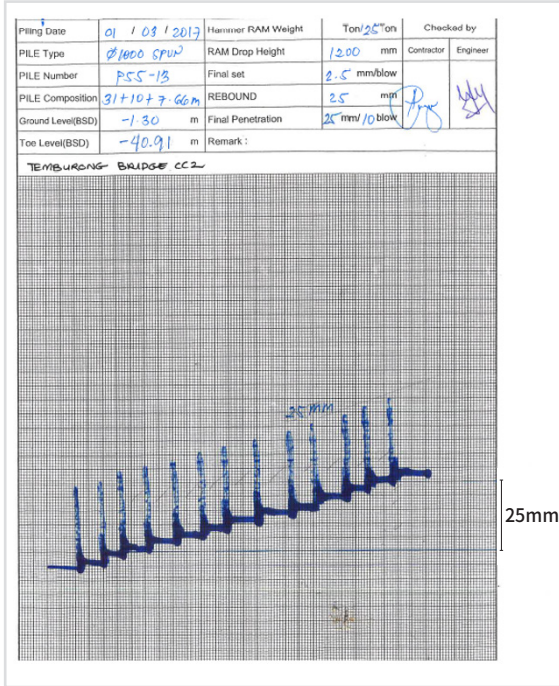 Piling Date 01 / 03 / 2017 Hammer RAM Weight Ton/25Ton Checked by
PILE Type Ø1000 SPUN RAM Drop Height 1200 mm Contractor Engineer
PILE Number P55-13 Final set 2.5 mm/blow
PILE Composition 31+10+7.66m REBOUND 25 mm
Ground Level(BSD) -1.30 m Final Penetration 25 mm/ 10 blow
Toe Level(BSD) -40.91 m Remark :
TEMBURONG BRIDGE CC2
25mm
25mm